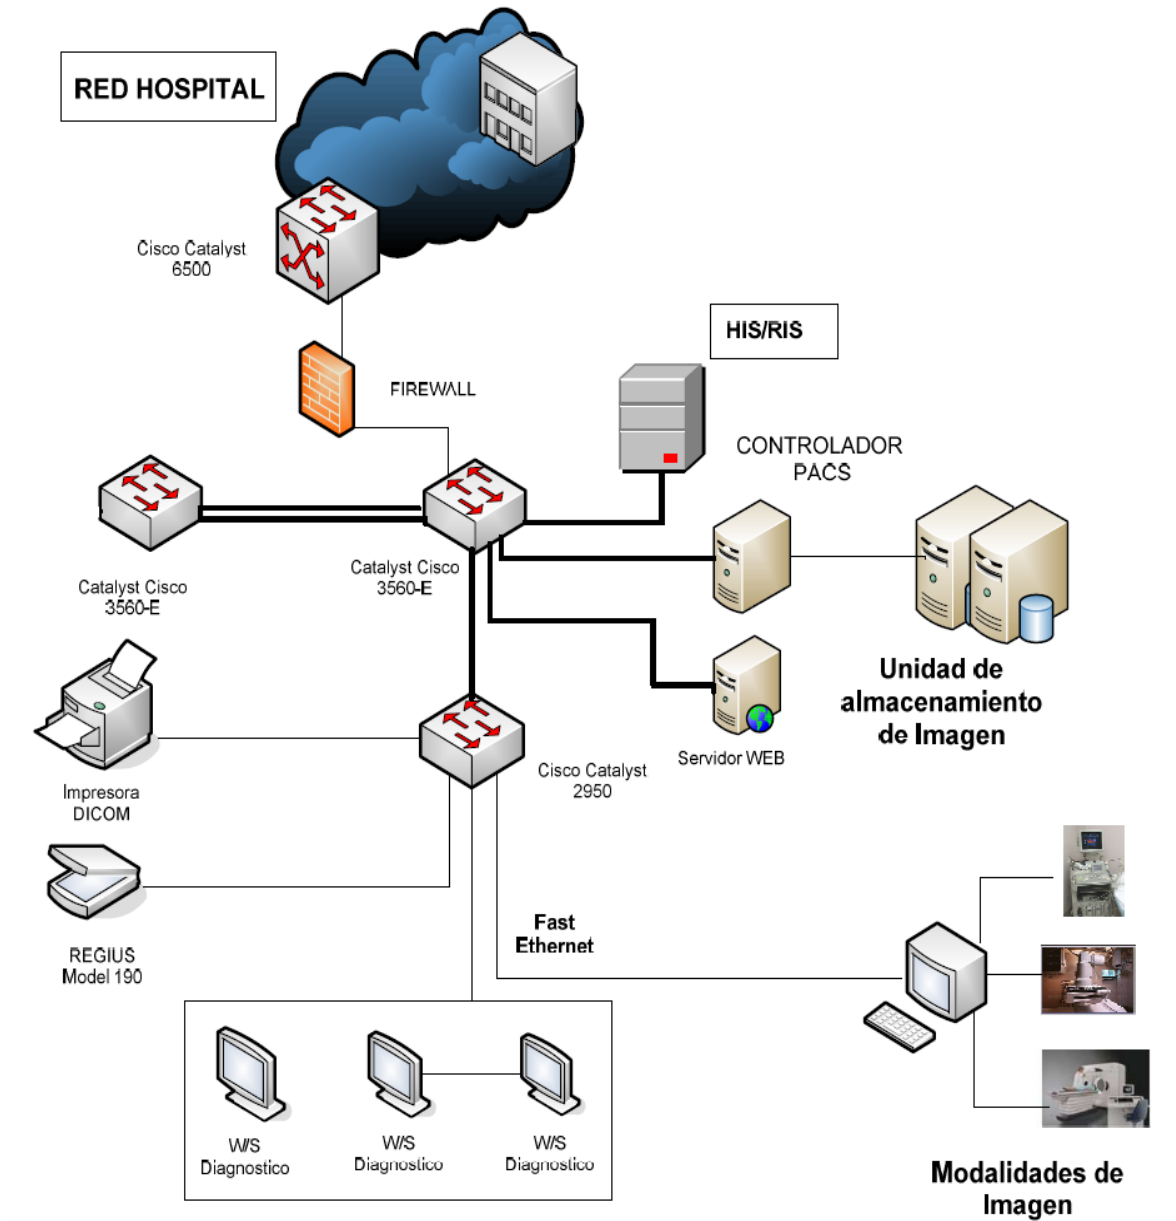 RED HOSPITAL
Cisco Catalyst
6500
HIS/RIS
FIREWALL
CONTROLADOR
PACS
Catalyst Cisco
3560-E
Catalyst Cisco
3560-E
Unidad de
almacenamiento
de Imagen
Servidor WEB
Cisco Catalyst
2950
Impresora
DICOM
Fast
Ethernet
REGIUS
Model 190
W/S
Diagnostico
W/S
Diagnostico
W/S
Diagnostico
Modalidades de
Imagen